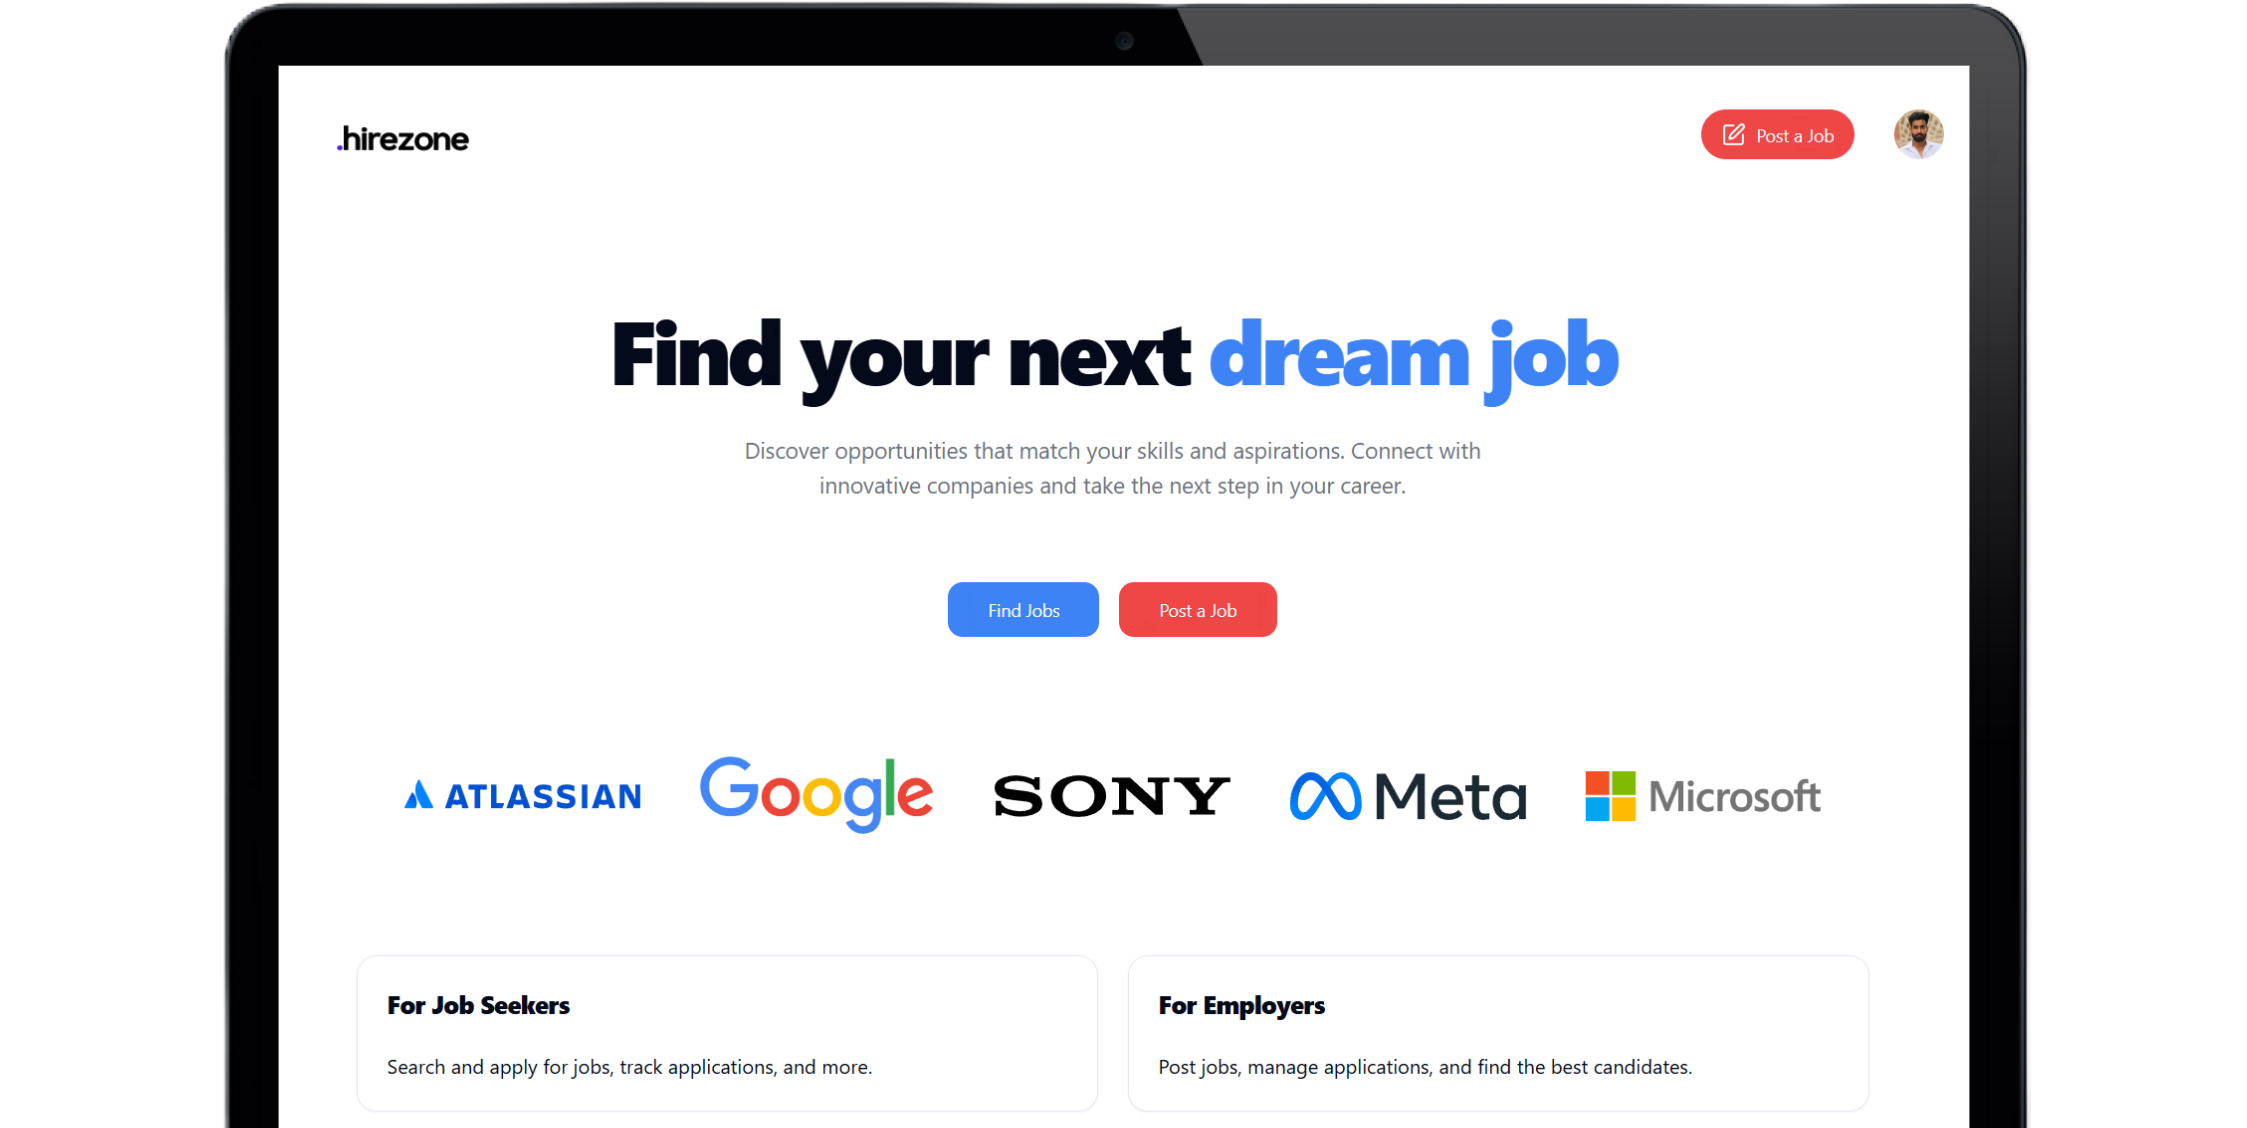 .hirezone
Post a Job
Find your next dream job
Discover opportunities that match your skills and aspirations. Connect with
innovative companies and take the next step in your career.
Find Jobs
Post a Job
ATLASSIAN
Google
SONY
Meta
Microsoft
For Job Seekers
Search and apply for jobs, track applications, and more.
For Employers
Post jobs, manage applications, and find the best candidates.